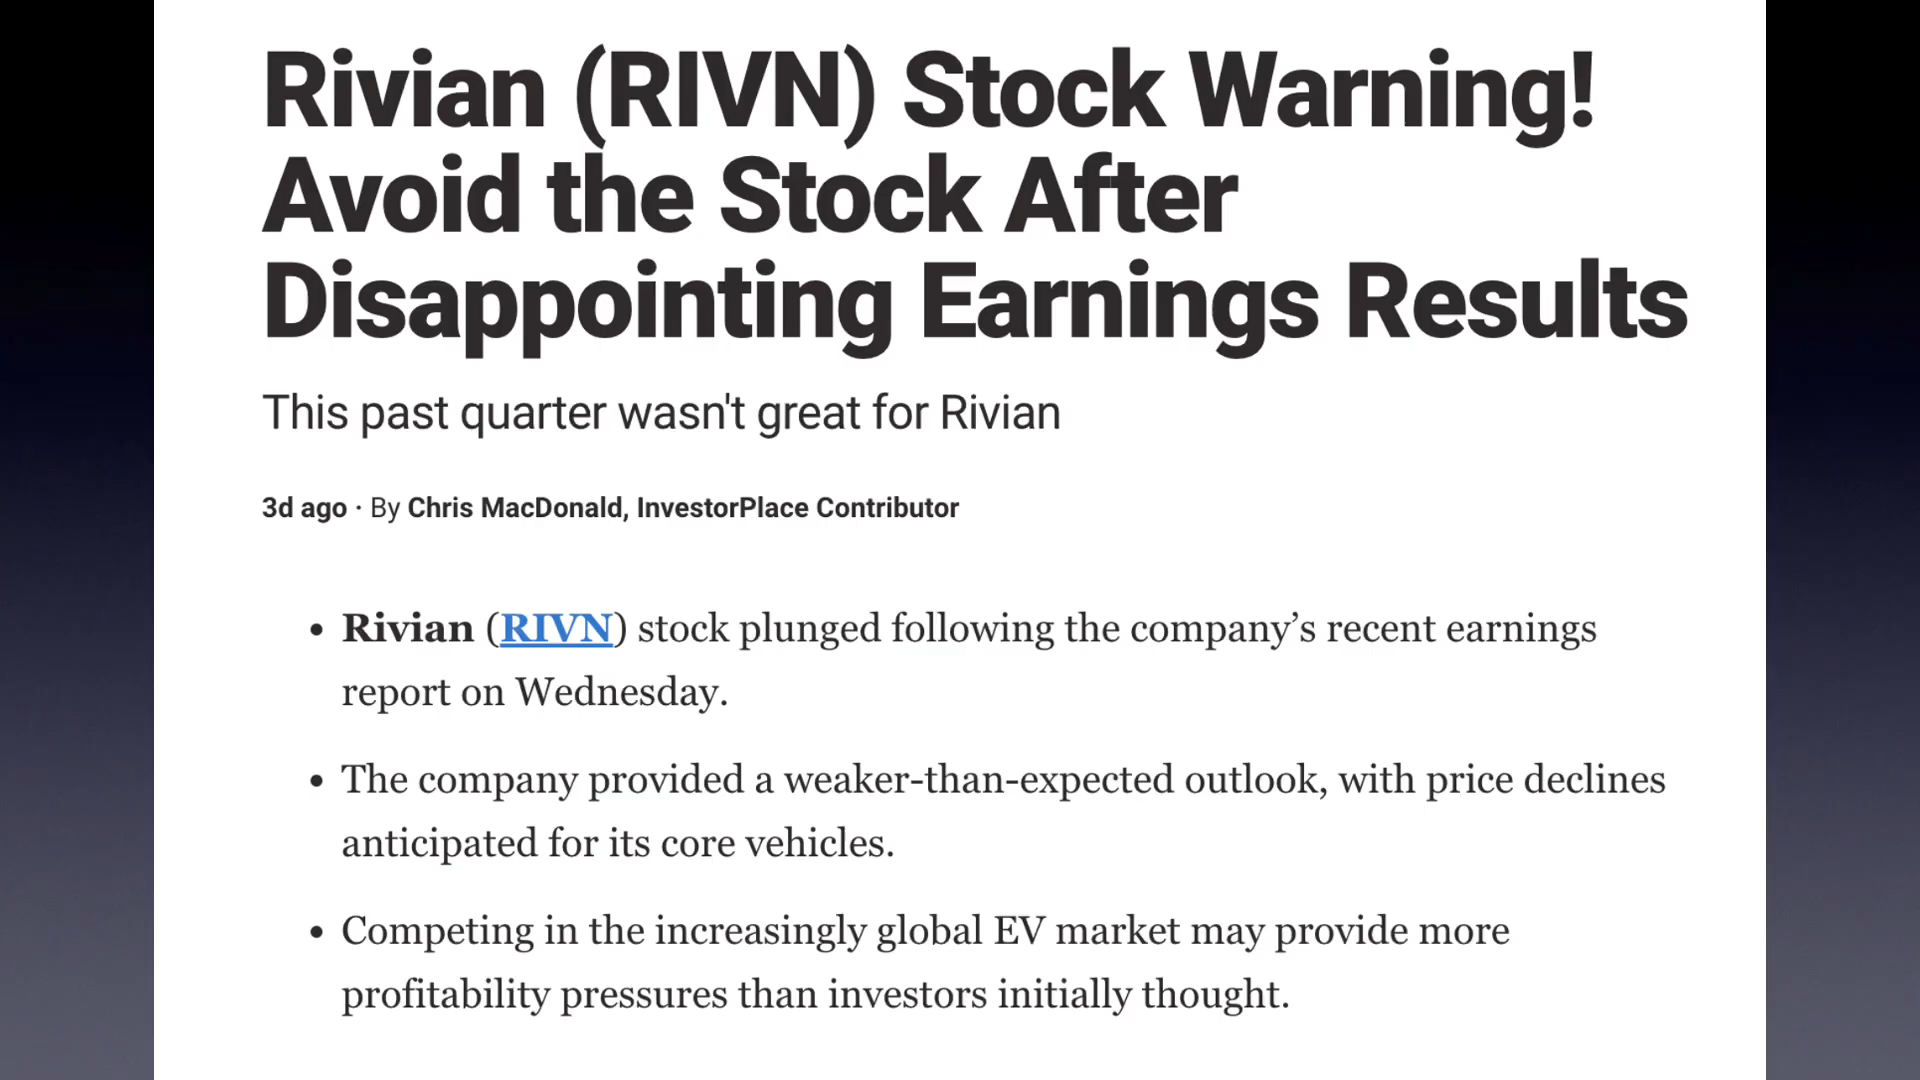 Rivian (RIVN) Stock Warning!
Avoid the Stock After
Disappointing Earnings Results
This past quarter wasn't great for Rivian
3d ago · By Chris MacDonald, InvestorPlace Contributor
• Rivian (RIVN) stock plunged following the company’s recent earnings
report on Wednesday.
• The company provided a weaker-than-expected outlook, with price declines
anticipated for its core vehicles.
• Competing in the increasingly global EV market may provide more
profitability pressures than investors initially thought.